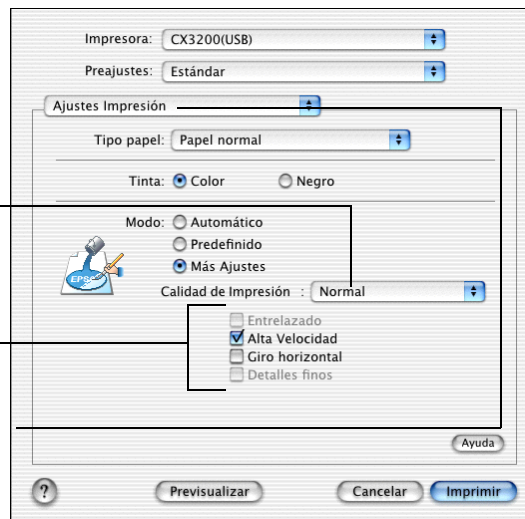 Impresora: CX3200(USB)
Preajustes: Estándar
Ajustes Impresión
Tipo papel: Papel normal
Tinta: Color Negro
Modo: Automático
Predefinido
Más Ajustes
EPSON
Calidad de Impresión : Normal
Entrelazado
Alta Velocidad
Giro horizontal
Detalles finos
Ayuda
? Previsualizar Cancelar Imprimir